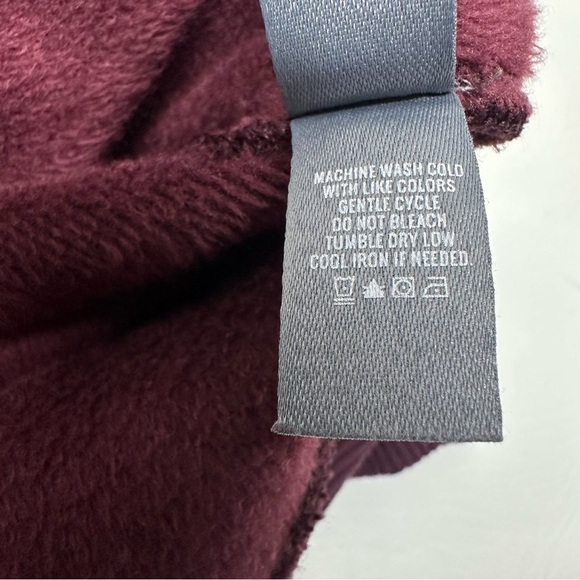 MACHINE WASH COLD
WITH LIKE COLORS
GENTLE CYCLE
DO NOT BLEACH
TUMBLE DRY LOW
COOL IRON IF NEEDED.